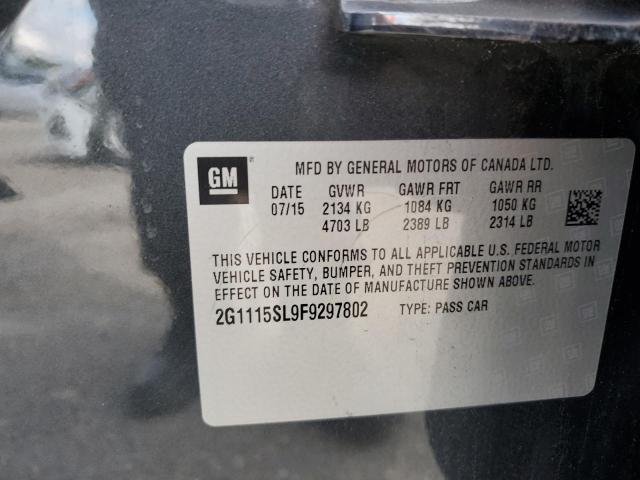 GM
MFD BY GENERAL MOTORS OF CANADA LTD.
DATE GVWR GAWR FRT GAWR RR
07/15 2134 KG 1084 KG 1050 KG
4703 LB 2389 LB 2314 LB
THIS VEHICLE CONFORMS TO ALL APPLICABLE U.S. FEDERAL MOTOR
VEHICLE SAFETY, BUMPER, AND THEFT PREVENTION STANDARDS IN
EFFECT ON THE DATE OF MANUFACTURE SHOWN ABOVE.
2G1115SL9F9297802 TYPE: PASS CAR